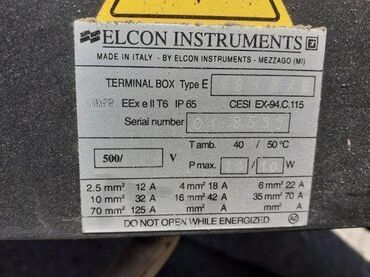 ELCON INSTRUMENTS
MADE IN ITALY - BY ELCON INSTRUMENTS - MEZZAGO (MI)
TERMINAL BOX Type E
EEx e II T6 IP 65 CESI EX-94.C.115
Serial number
T amb. 40 / 50°C
500/ V P max. / W
2.5 mm² 12 A 4 mm² 18 A 6 mm² 22 A
10 mm² 32 A 16 mm² 42 A 35 mm² 70 A
70 mm² 125 A
DO NOT OPEN WHILE ENERGIZED